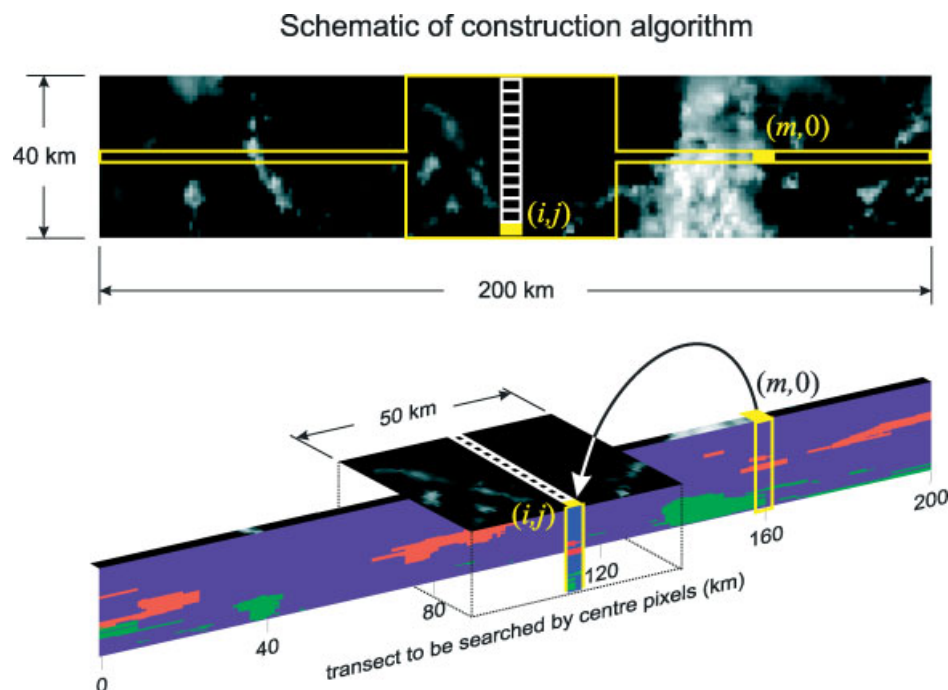 Schematic of construction algorithm
40 km
(m,0)
(i,j)
200 km
50 km
(m,0)
(i,j)
200
160
120
80
40
0
transect to be searched by centre pixels (km)